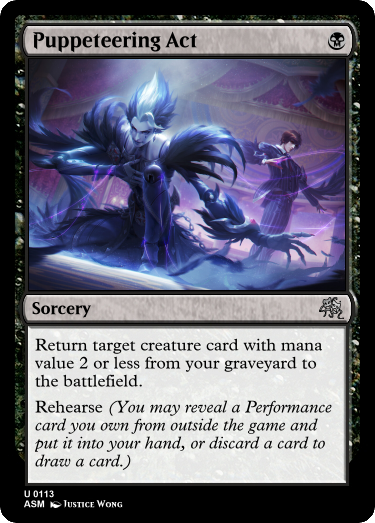 Puppeteering Act
Sorcery
Return target creature card with mana
value 2 or less from your graveyard to
the battlefield.
Rehearse (You may reveal a Performance
card you own from outside the game and
put it into your hand, or discard a card to
draw a card.)
U 0113
ASM Justice Wong